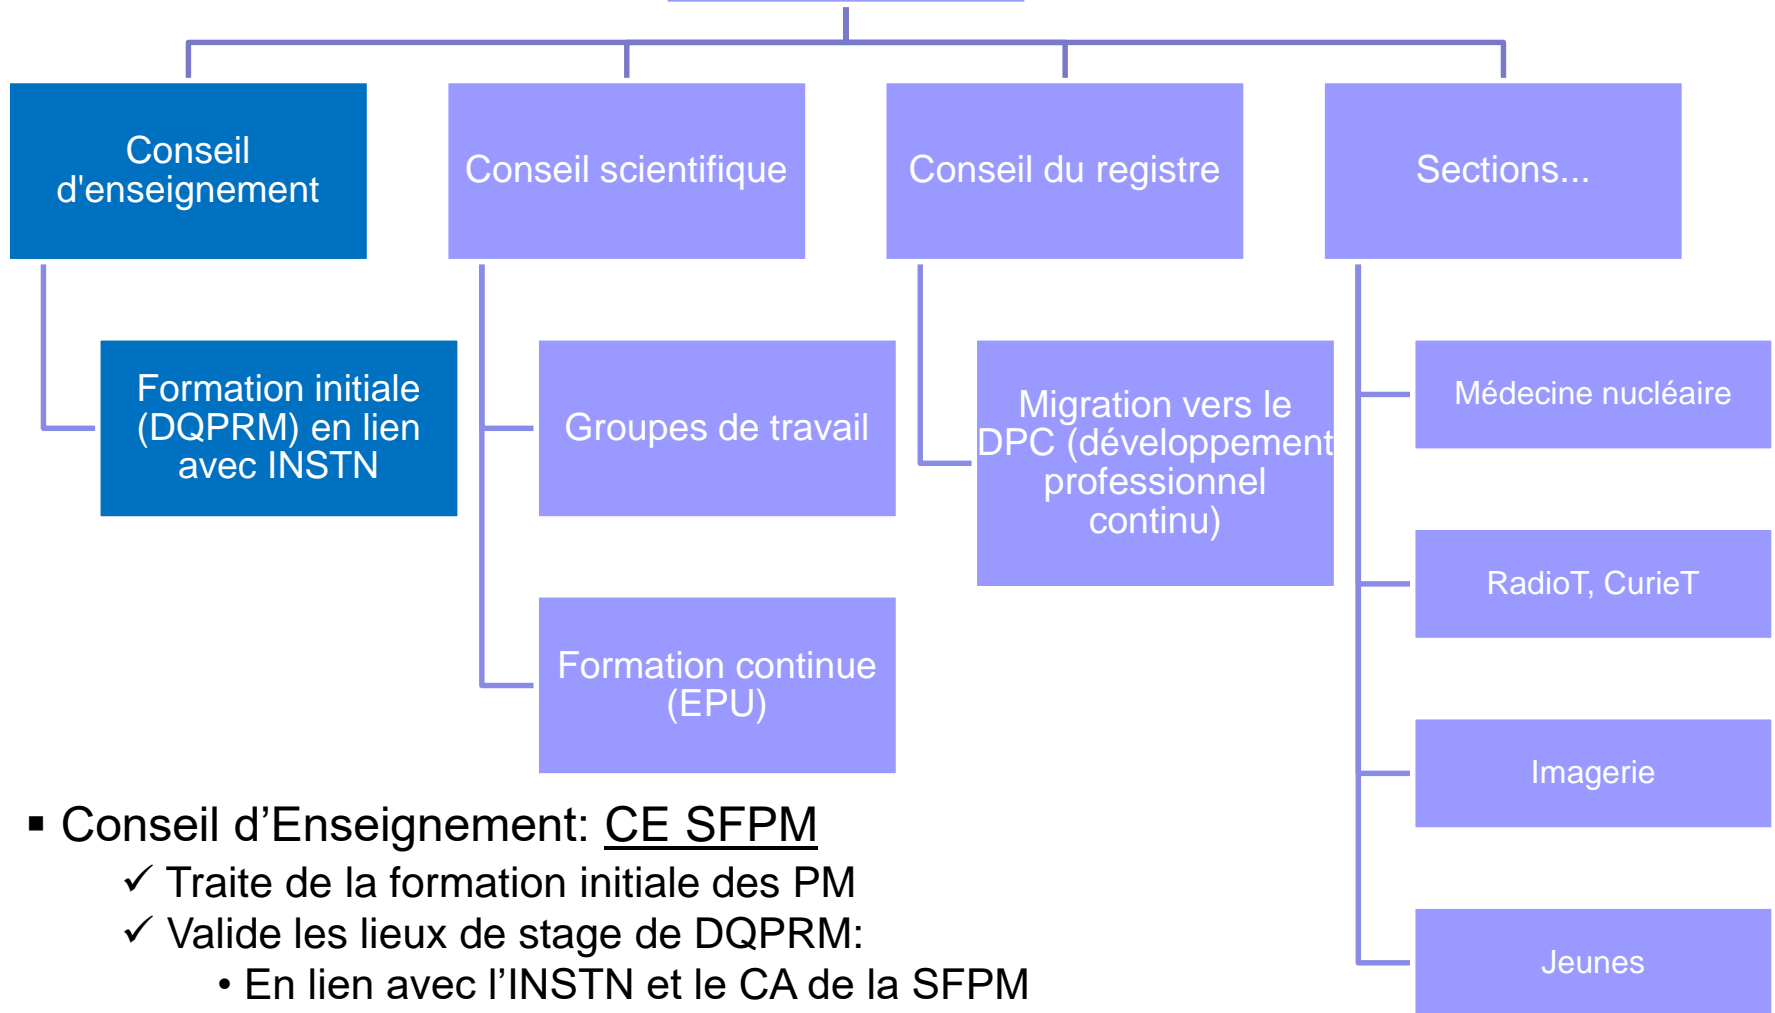 Conseil
d'enseignement
Conseil scientifique
Conseil du registre
Sections...
Formation initiale
(DQPRM) en lien
avec INSTN
Groupes de travail
Formation continue
(EPU)
Migration vers le
DPC (développement
professionnel
continu)
Médecine nucléaire
RadioT, CurieT
Imagerie
Jeunes
▪ Conseil d’Enseignement: CE SFPM
✓ Traite de la formation initiale des PM
✓ Valide les lieux de stage de DQPRM:
• En lien avec l’INSTN et le CA de la SFPM